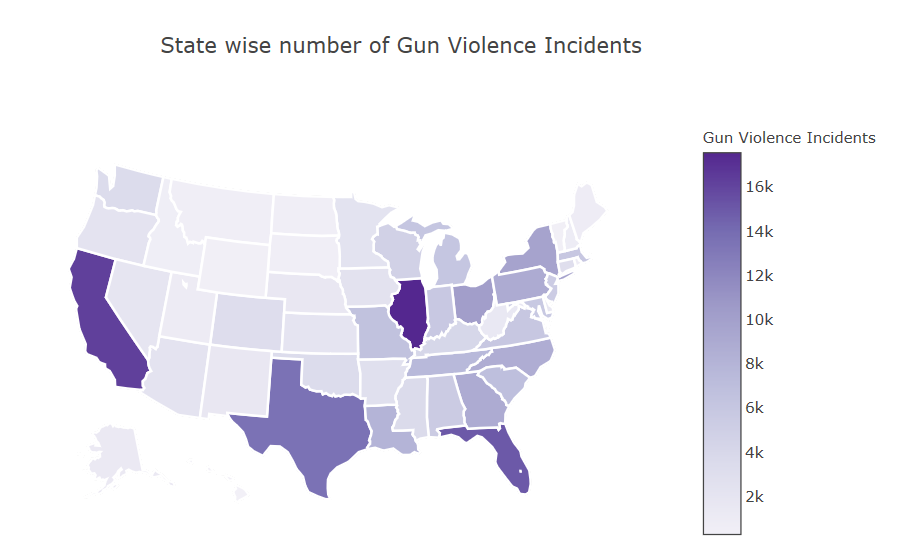 State wise number of Gun Violence Incidents
Gun Violence Incidents
16k
14k
12k
10k
8k
6k
4k
2k